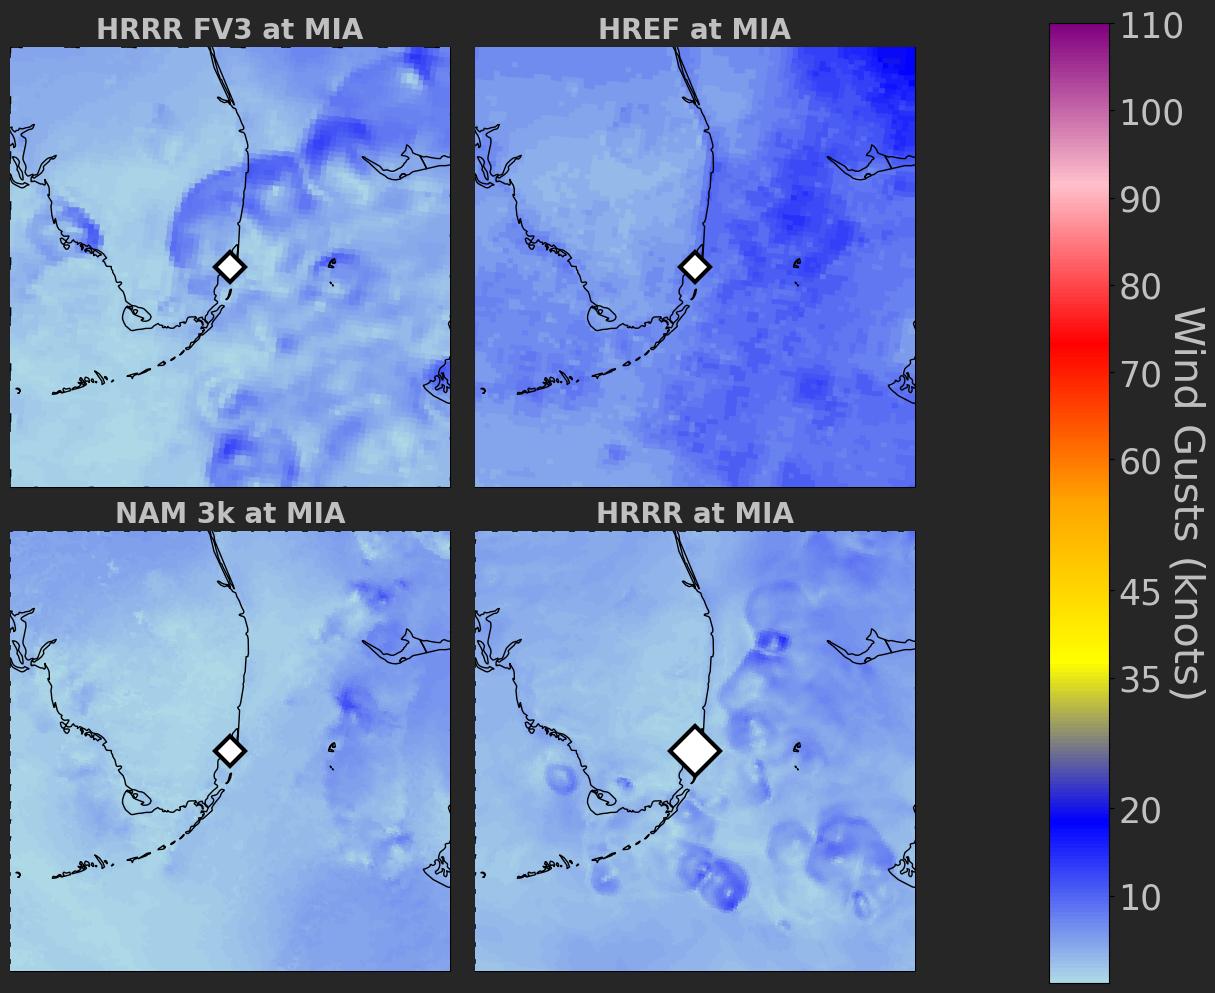 HRRR FV3 at MIA
HREF at MIA
NAM 3k at MIA
HRRR at MIA
110
100
90
80
70
60
45
35
20
10
Wind Gusts (knots)